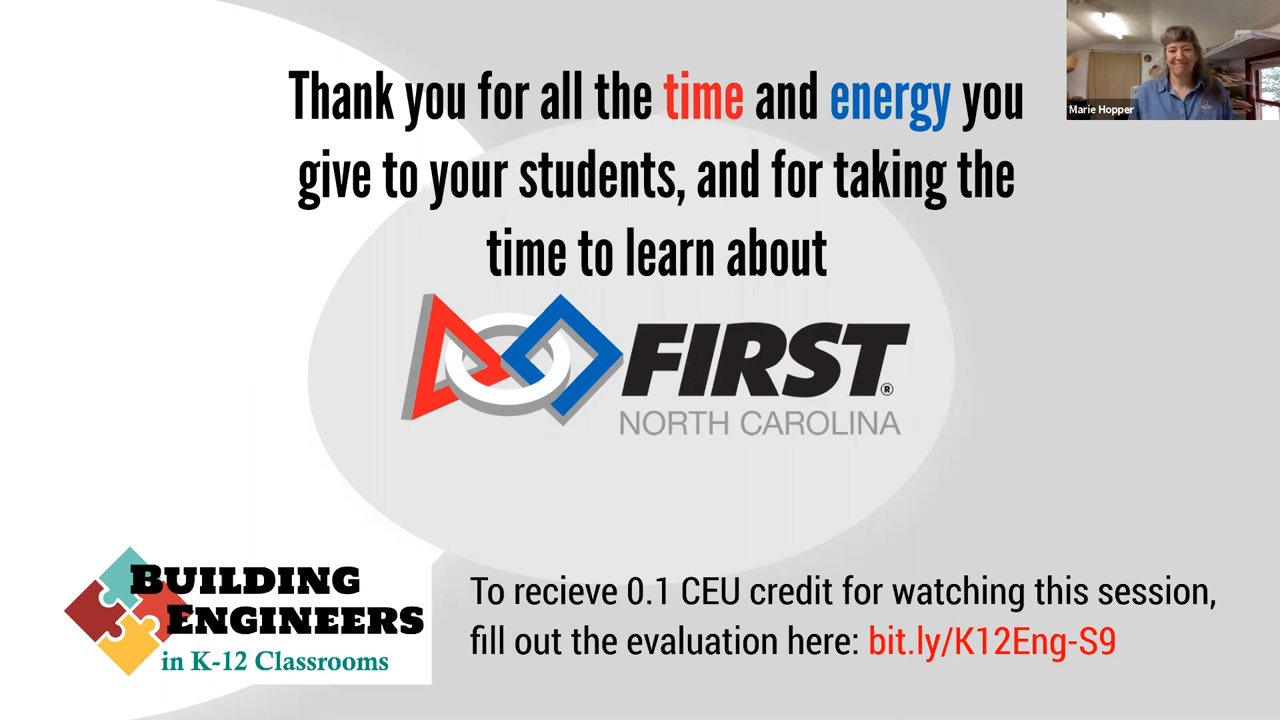 Thank you for all the time and energy you
give to your students, and for taking the
time to learn about
FIRST®
NORTH CAROLINA
Marie Hopper
BUILDING
ENGINEERS
in K-12 Classrooms
To recieve 0.1 CEU credit for watching this session,
fill out the evaluation here: bit.ly/K12Eng-S9